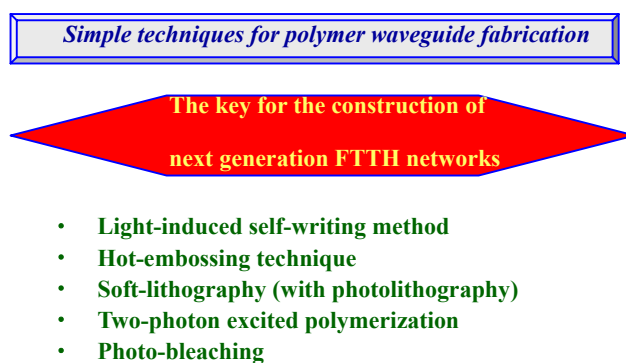 Simple techniques for polymer waveguide fabrication
The key for the construction of
next generation FTTH networks
• Light-induced self-writing method
• Hot-embossing technique
• Soft-lithography (with photolithography)
• Two-photon excited polymerization
• Photo-bleaching